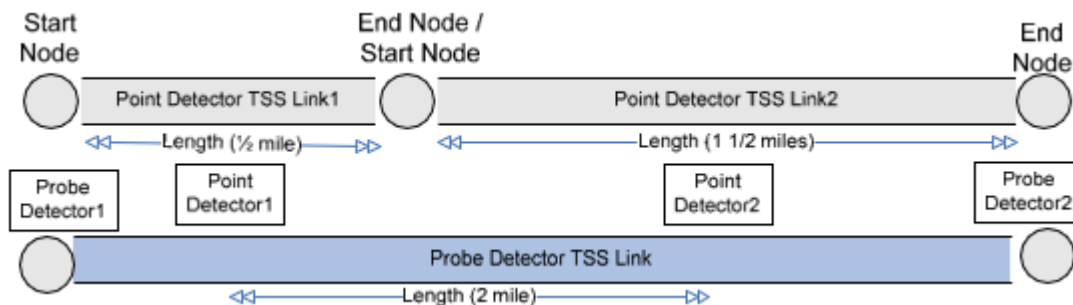 Start
Node
End Node /
Start Node
End
Node
Point Detector TSS Link1
Point Detector TSS Link2
Length (½ mile)
Length (1 1/2 miles)
Probe
Detector1
Point
Detector1
Point
Detector2
Probe
Detector2
Probe Detector TSS Link
Length (2 mile)